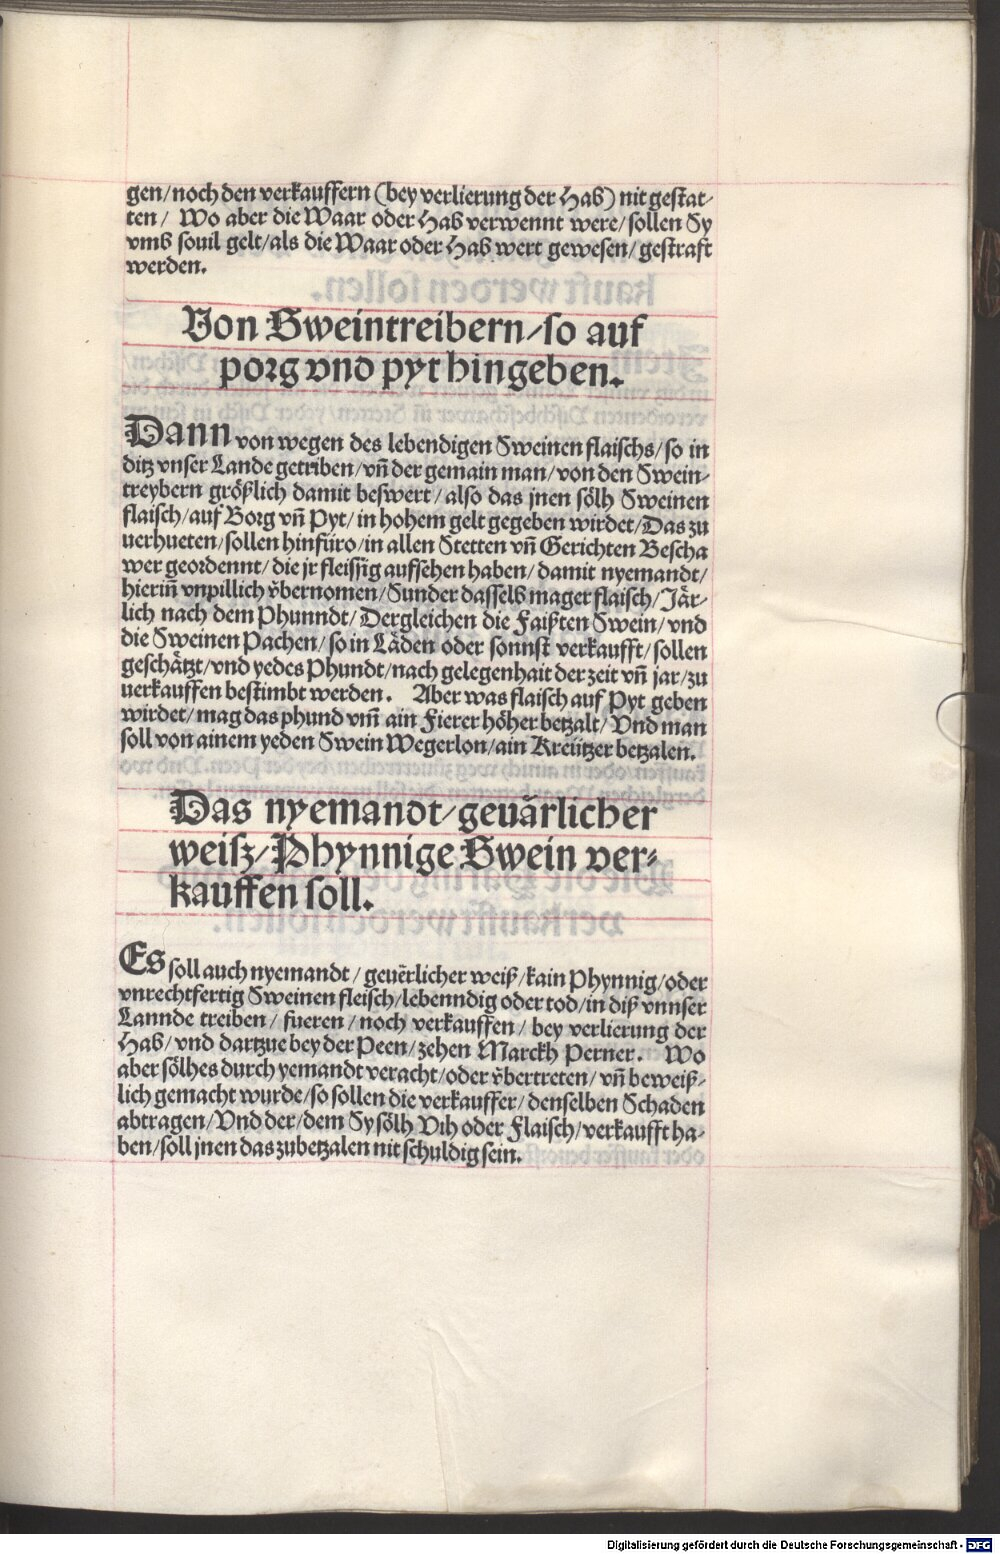 gen/noch den verkauffern (bey verlierung der Hab) nit gestat-
ten/ Wo aber die Waar oder Hab verwennt were/sollen Sy
vmb souil gelt/als die Waar oder Hab wert gewesen/gestraft
werden.
Von Sweintreibern/so auf
porg vnd pyt hingeben.
Dann von wegen des lebendigen Sweinen flaischs/so in
ditz vnser Lande getriben/vñ der gemain man/von den Swein-
treybern größlich damit beswert/also das jnen sölh Sweinen
flaisch/auf Borg vñ Pyt/in hohem gelt gegeben wirdet/Das zu
uerhueten/sollen hinfüro/in allen Stetten vñ Gerichten Bescha
wer geordennt/die jr fleissig aufsehen haben/damit nyemandt/
hieriñ vnpillich v̈bernomen/Sunder dasselb mager flaisch/Jär-
lich nach dem Phunndt/Dergleichen die Faißten Swein/vnd
die Sweinen Pachen/so in Läden oder sonnst verkaufft/sollen
geschätzt/vnd yedes Phundt/nach gelegenhait der zeit vñ jar/zu
uerkauffen bestimbt werden. Aber was flaisch auf Pyt geben
wirdet/mag das phund vm̃ ain Fierer höher betzalt/Vnd man
soll von ainem yeden Swein Wegerlon/ain Kreützer betzalen.
Das nyemandt/geuärlicher
weisz/Phynnige Swein ver-
kauffen soll.
Es soll auch nyemandt/geuërlicher weiß/kain Phynnig/oder
vnrechtfertig Sweinen fleisch/lebenndig oder tod/in diß vnnser
Lannde treiben/fueren/noch verkauffen/bey verlierung der
Hab/vnd dartzue bey der Peen/zehen Marckh Perner. Wo
aber sölhes durch yemandt veracht/oder v̈bertreten/vñ beweiß-
lich gemacht wurde/so sollen die verkauffer/denselben Schaden
abtragen/Vnd der/dem Sy sölh Vih oder Flaisch/verkaufft ha-
ben/soll jnen das zubetzalen nit schuldig sein.
Digitalisierung gefördert durch die Deutsche Forschungsgemeinschaft - DFG